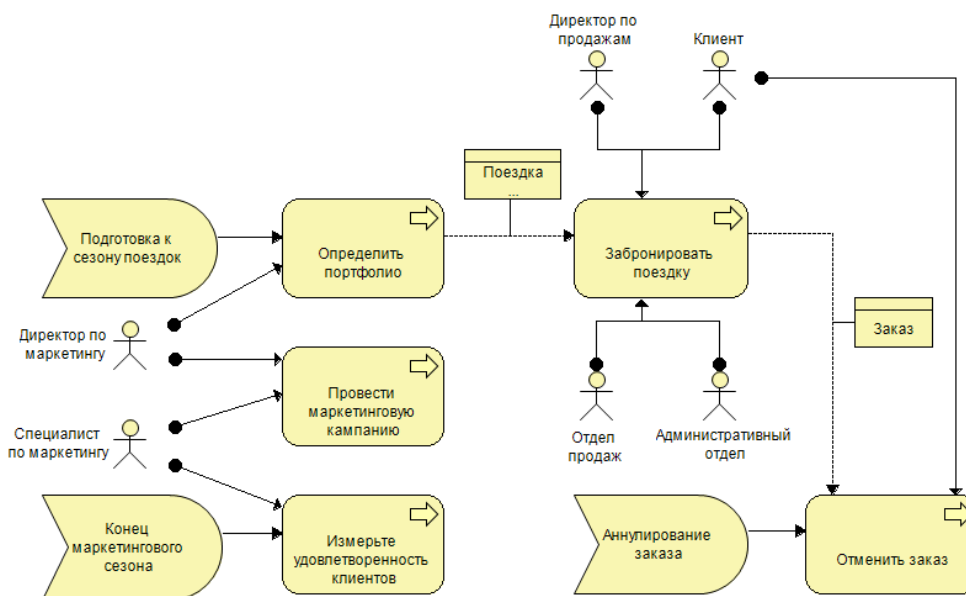 Директор по
продажам
Клиент
Поездка
...
Подготовка к
сезону поездок
Определить
портфолио
Забронировать
поездку
Заказ
Директор по
маркетингу
Провести
маркетинговую
кампанию
Специалист
по маркетингу
Отдел
продаж
Административный
отдел
Конец
маркетингового
сезона
Измерьте
удовлетворенность
клиентов
Аннулирование
заказа
Отменить заказ